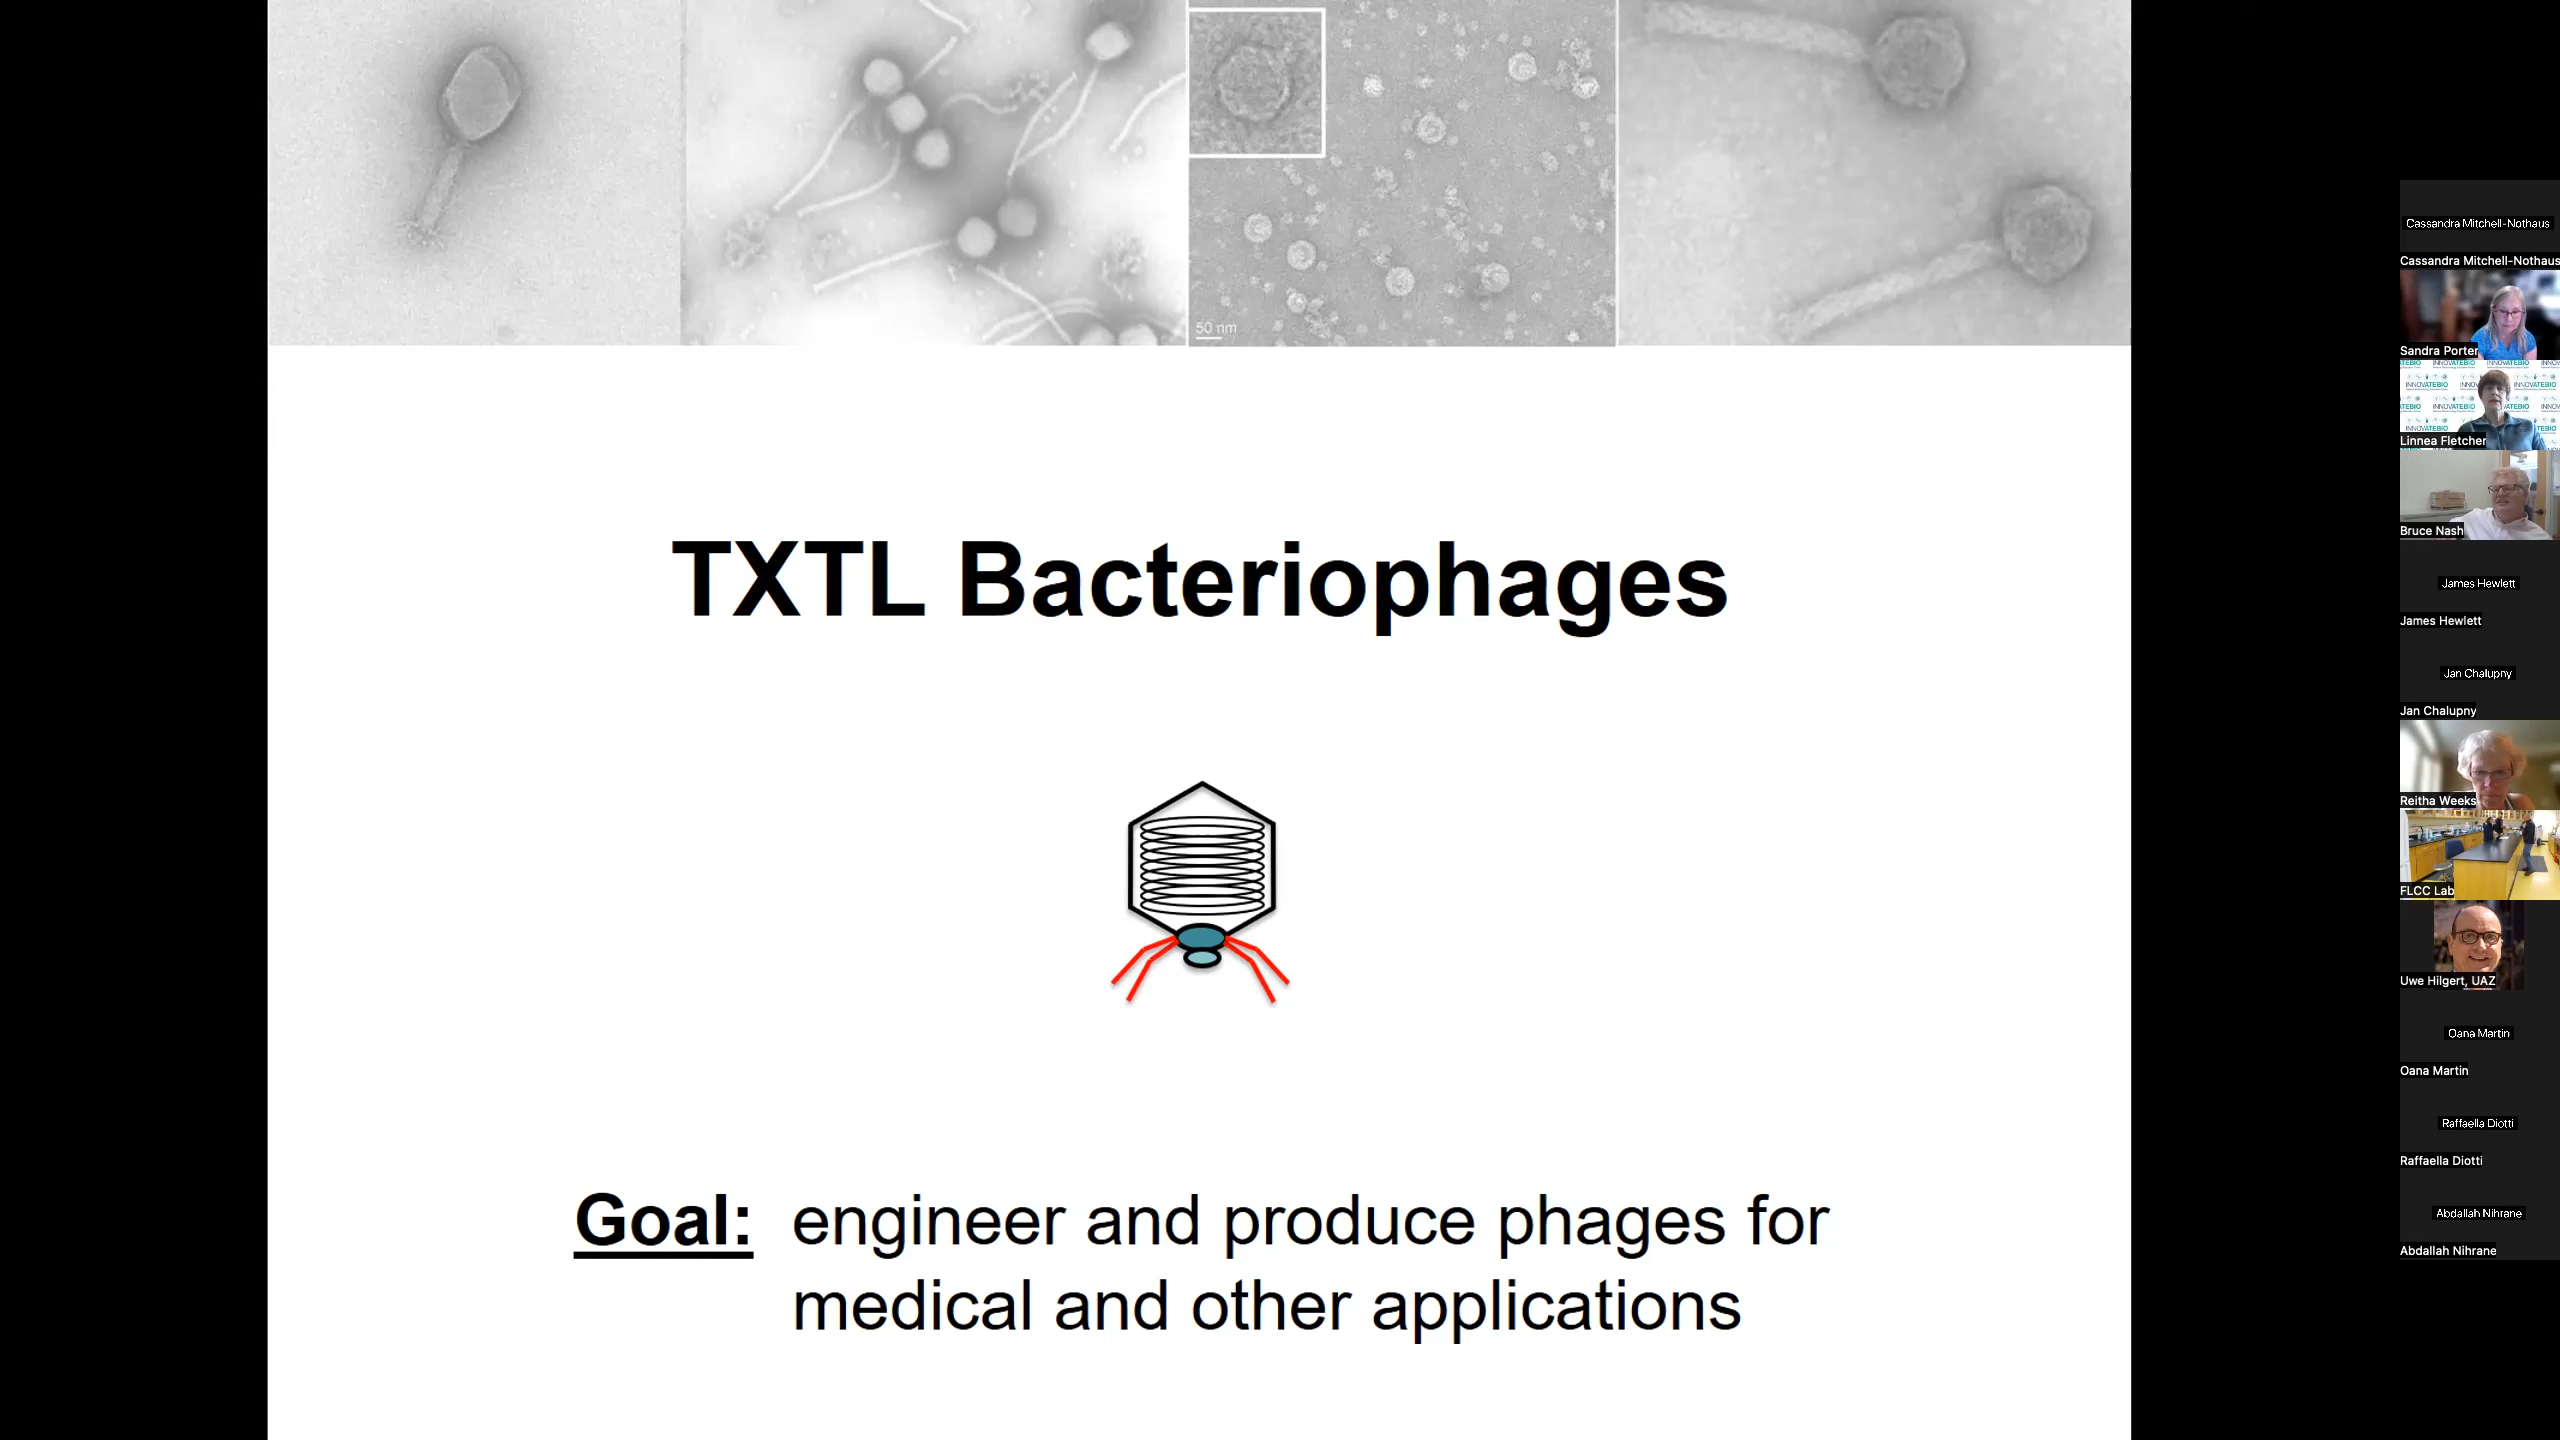 50 nm
TXTL Bacteriophages
Goal: engineer and produce phages for
medical and other applications
Cassandra Mitchell-Nothaus
Cassandra Mitchell-Nothaus
Sandra Porter
INNOVATEBIO
Linnea Fletcher
Bruce Nash
James Hewlett
James Hewlett
Jan Chalupny
Jan Chalupny
Reitha Weeks
FLCC Lab
Uwe Hilgert, UAZ
Oana Martin
Oana Martin
Raffaella Diotti
Raffaella Diotti
Abdallah Nihrane
Abdallah Nihrane